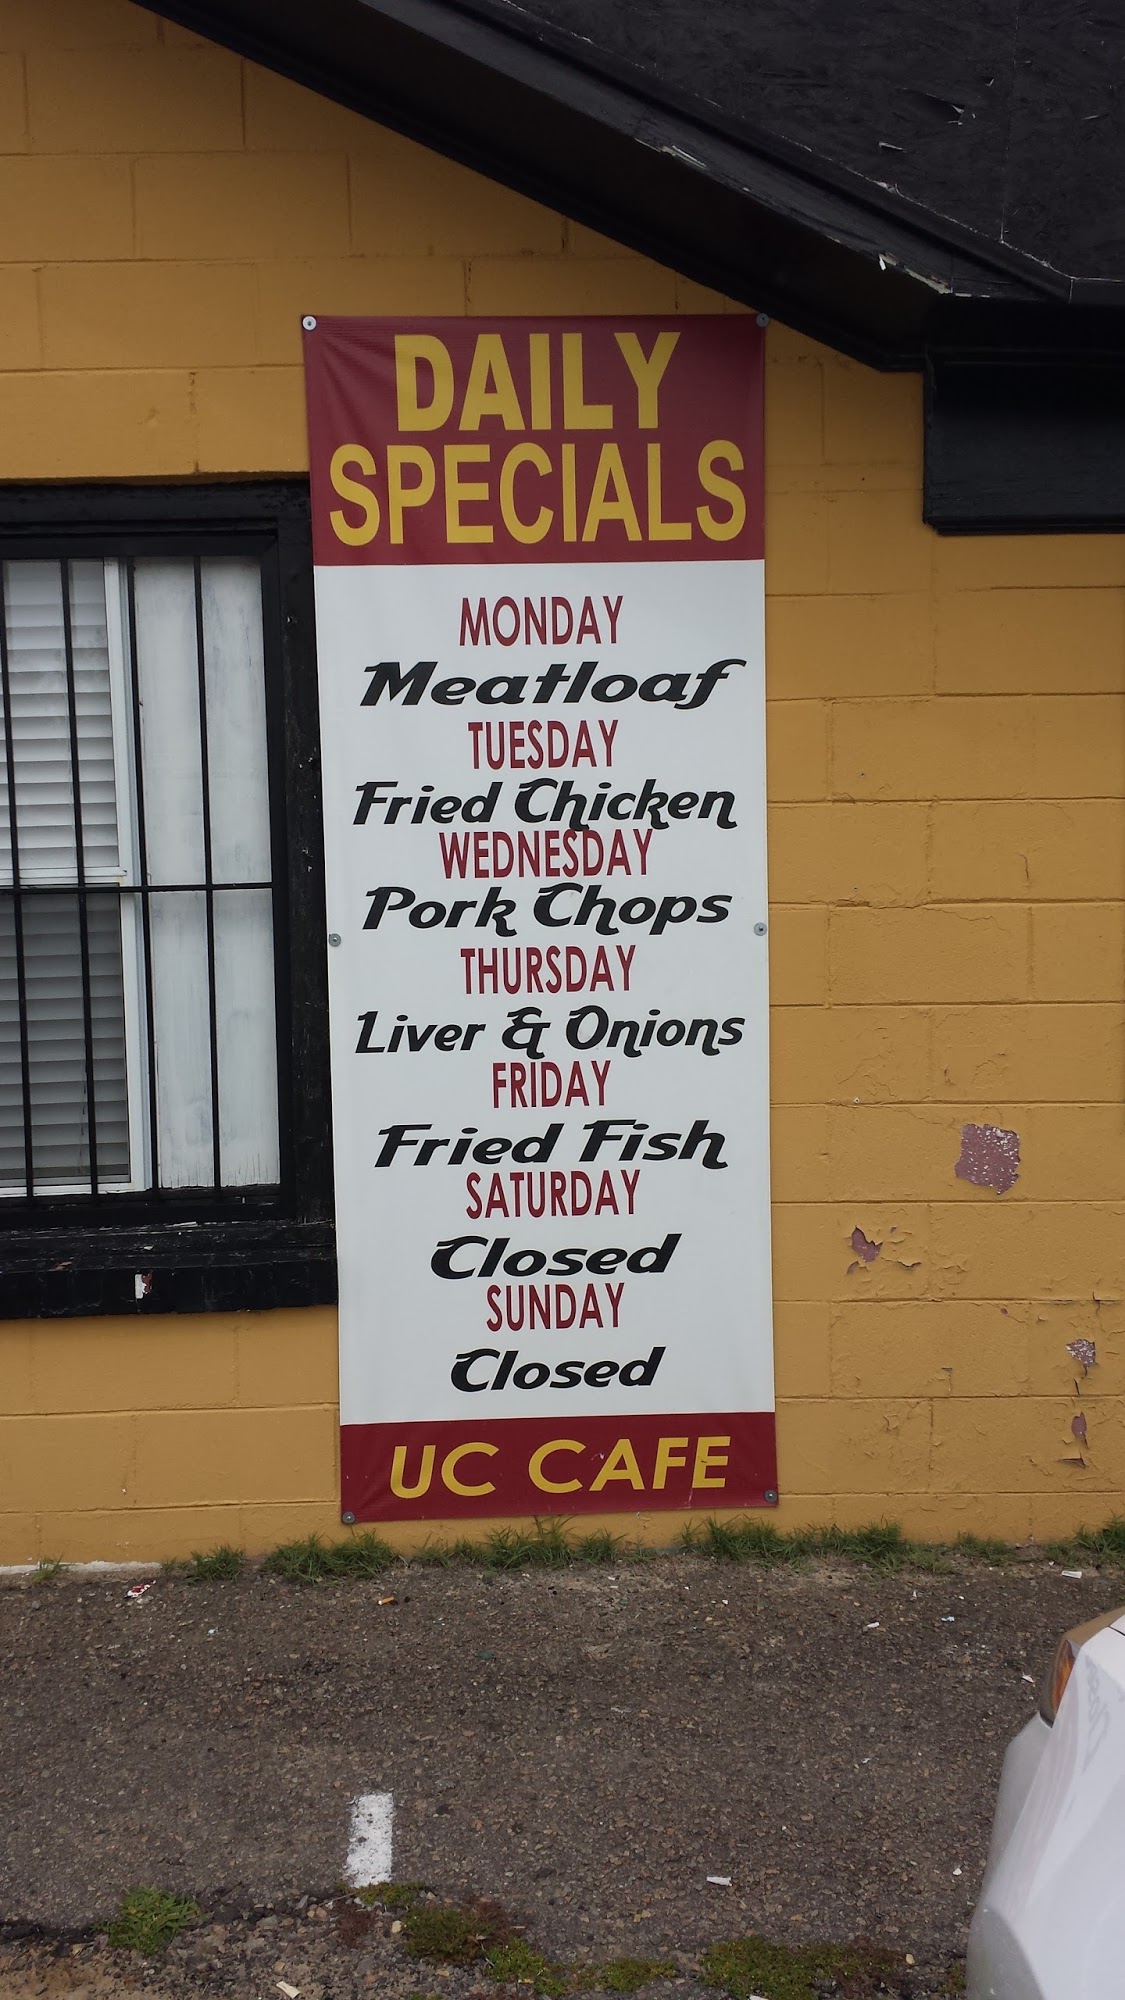 DAILY
SPECIALS
MONDAY
Meatloaf
TUESDAY
Fried Chicken
WEDNESDAY
Pork Chops
THURSDAY
Liver & Onions
FRIDAY
Fried Fish
SATURDAY
Closed
SUNDAY
Closed
UC CAFE